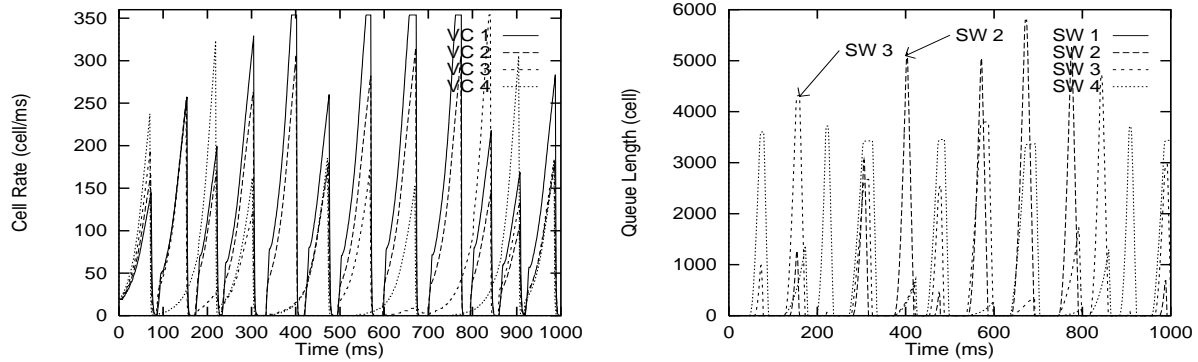 Cell Rate (cell/ms)
350
300
250
200
150
100
50
0
0 100 200 300 400 500 600 700 800 900 1000
Time (ms)
VC 1
VC 2
VC 3
VC 4
Queue Length (cell)
6000
5000
4000
3000
2000
1000
0
0 200 400 600 800 1000
Time (ms)
SW 3
SW 2
SW 1
SW 2
SW 3
SW 4